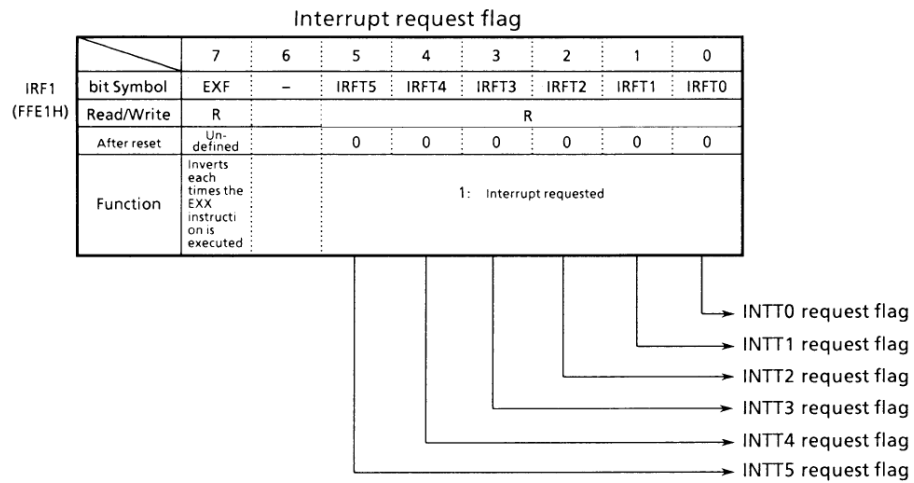 Interrupt request flag
7 6 5 4 3 2 1 0
IRF1
(FFE1H)
bit Symbol EXF – IRFT5 IRFT4 IRFT3 IRFT2 IRFT1 IRFT0
Read/Write R R
After reset Un-
defined 0 0 0 0 0 0
Function
Inverts
each
times the
EXX
instructi
on is
executed
1: Interrupt requested
INTT0 request flag
INTT1 request flag
INTT2 request flag
INTT3 request flag
INTT4 request flag
INTT5 request flag